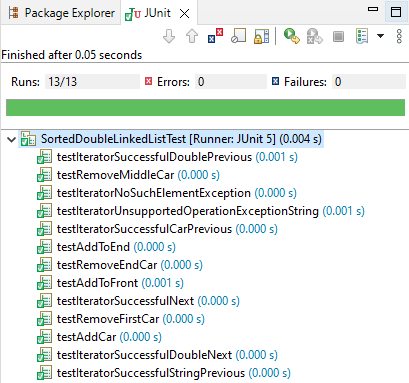 Package Explorer JUnit
Finished after 0.05 seconds
Runs: 13/13 Errors: 0 Failures: 0
SortedDoubleLinkedListTest [Runner: JUnit 5] (0.004 s)
testIteratorSuccessfulDoublePrevious (0.001 s)
testRemoveMiddleCar (0.000 s)
testIteratorNoSuchElementException (0.000 s)
testIteratorUnsupportedOperationExceptionString (0.001 s)
testIteratorSuccessfulCarPrevious (0.000 s)
testAddToEnd (0.000 s)
testRemoveEndCar (0.000 s)
testAddToFront (0.001 s)
testIteratorSuccessfulNext (0.000 s)
testRemoveFirstCar (0.000 s)
testAddCar (0.000 s)
testIteratorSuccessfulDoubleNext (0.000 s)
testIteratorSuccessfulStringPrevious (0.000 s)